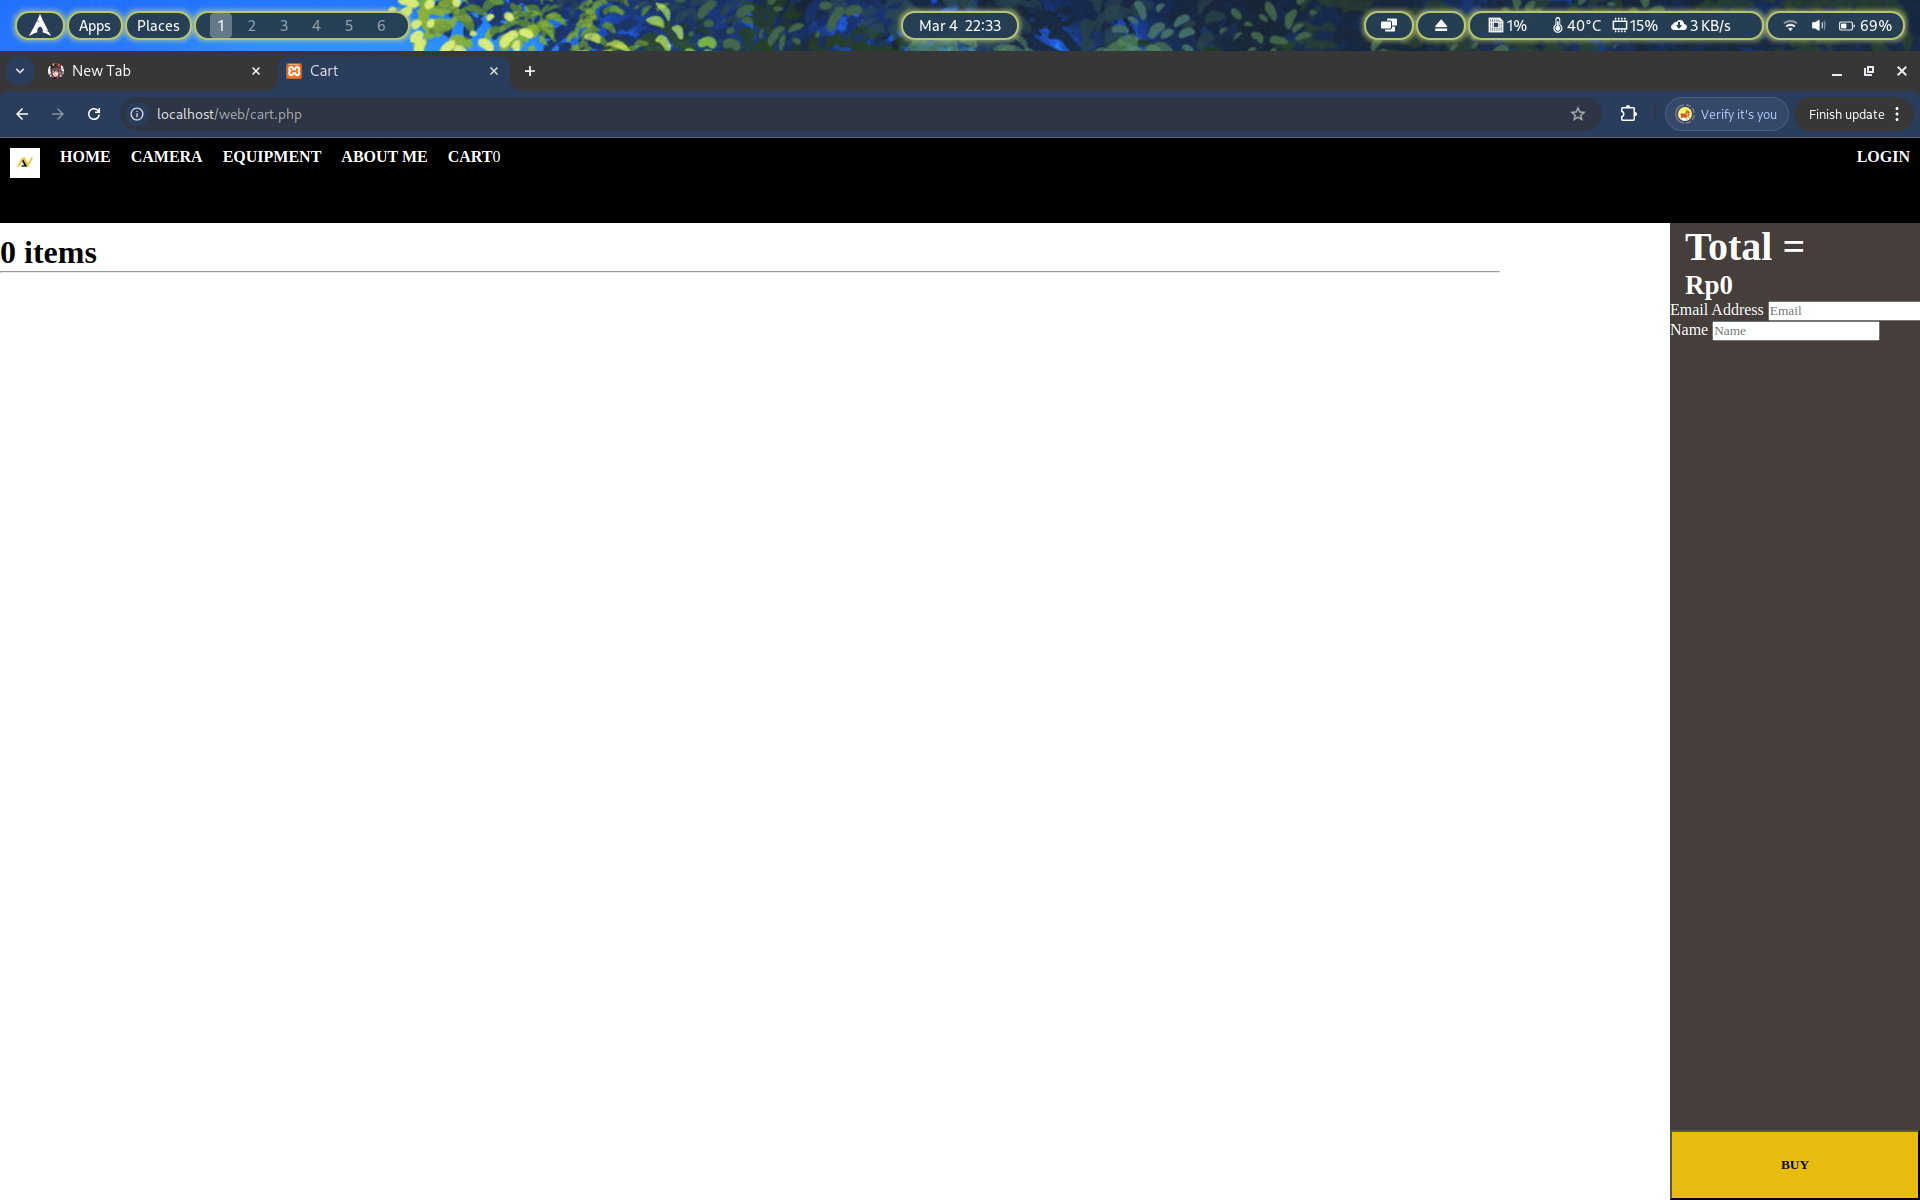 Apps Places 1 2 3 4 5 6 Mar 4 22:33 1% 40°C 15% 3 KB/s 69%
New Tab Cart
localhost/web/cart.php Verify it's you Finish update
HOME CAMERA EQUIPMENT ABOUT ME CART0 LOGIN
0 items
Total =
Rp0
Email Address Email
Name Name
BUY